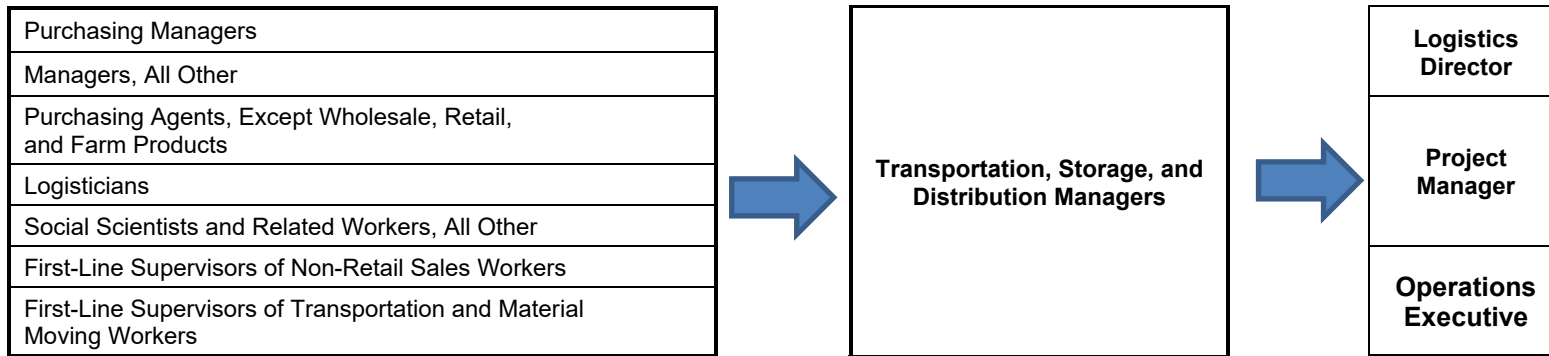 Purchasing Managers
Managers, All Other
Purchasing Agents, Except Wholesale, Retail,
and Farm Products
Logisticians
Social Scientists and Related Workers, All Other
First-Line Supervisors of Non-Retail Sales Workers
First-Line Supervisors of Transportation and Material
Moving Workers
Transportation, Storage, and
Distribution Managers
Logistics
Director
Project
Manager
Operations
Executive